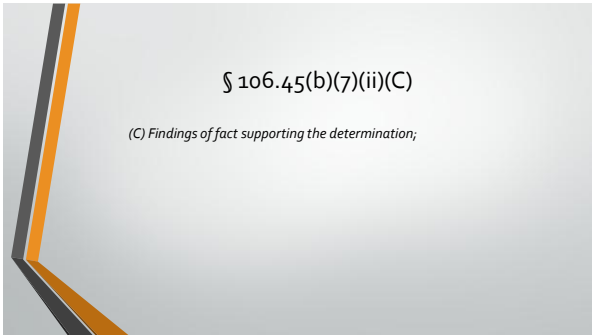 § 106.45(b)(7)(ii)(C)
(C) Findings of fact supporting the determination;